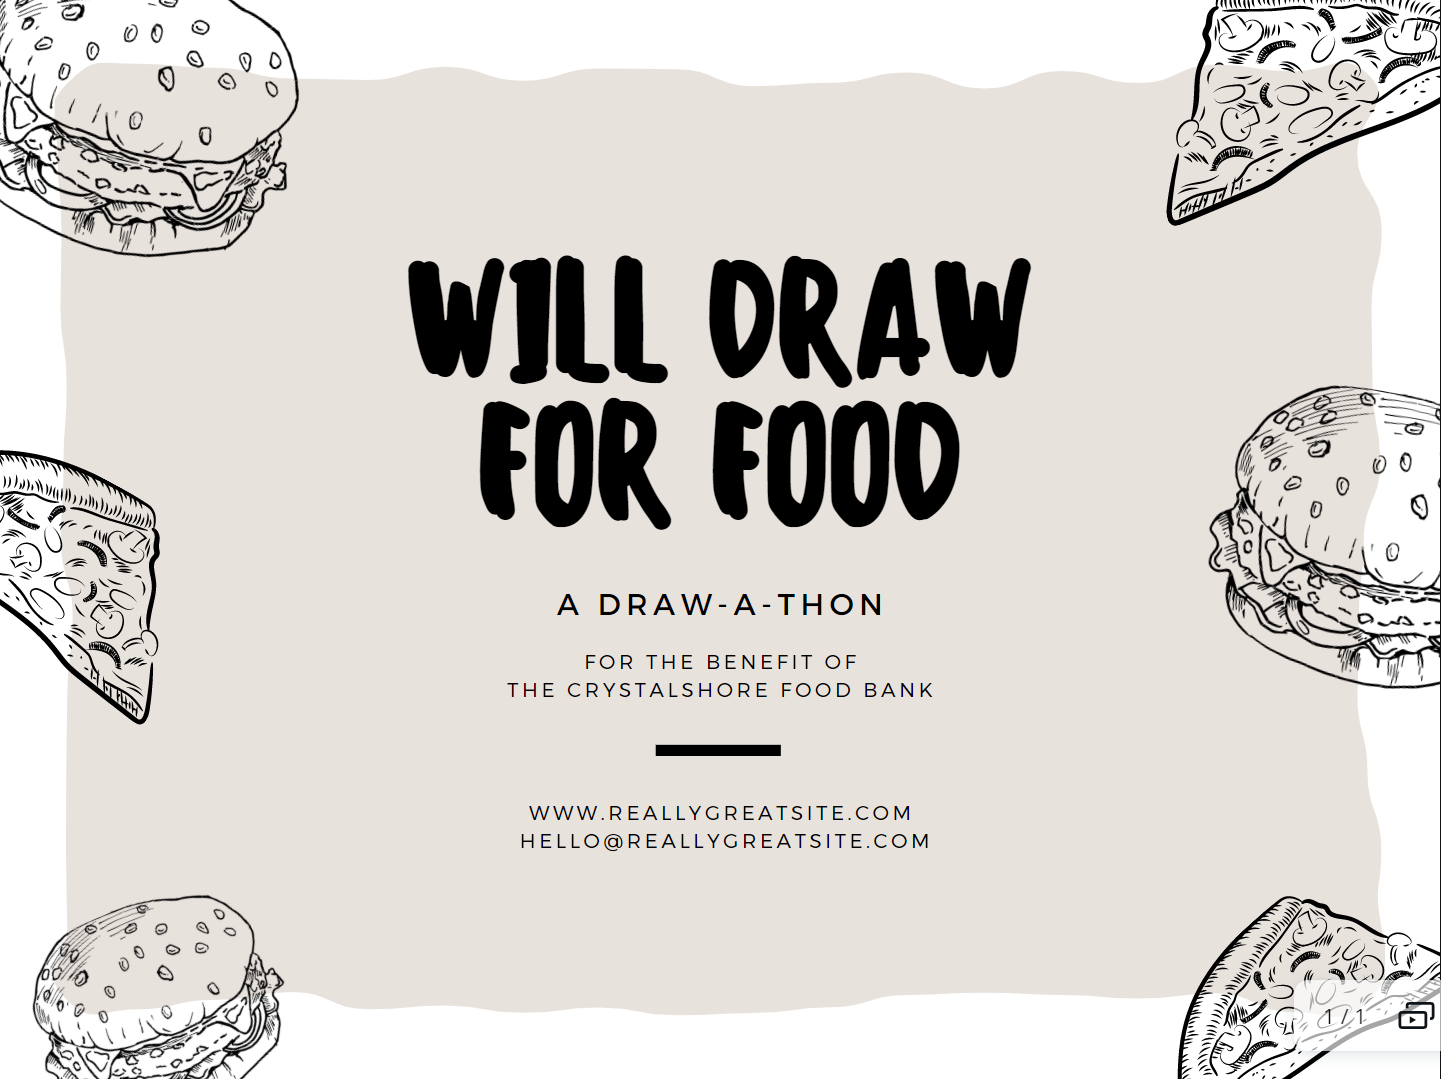 WILL DRAW
FOR FOOD
A DRAW-A-THON
FOR THE BENEFIT OF
THE CRYSTALSHORE FOOD BANK
WWW.REALLYGREATSITE.COM
HELLO@REALLYGREATSITE.COM
1 / 1